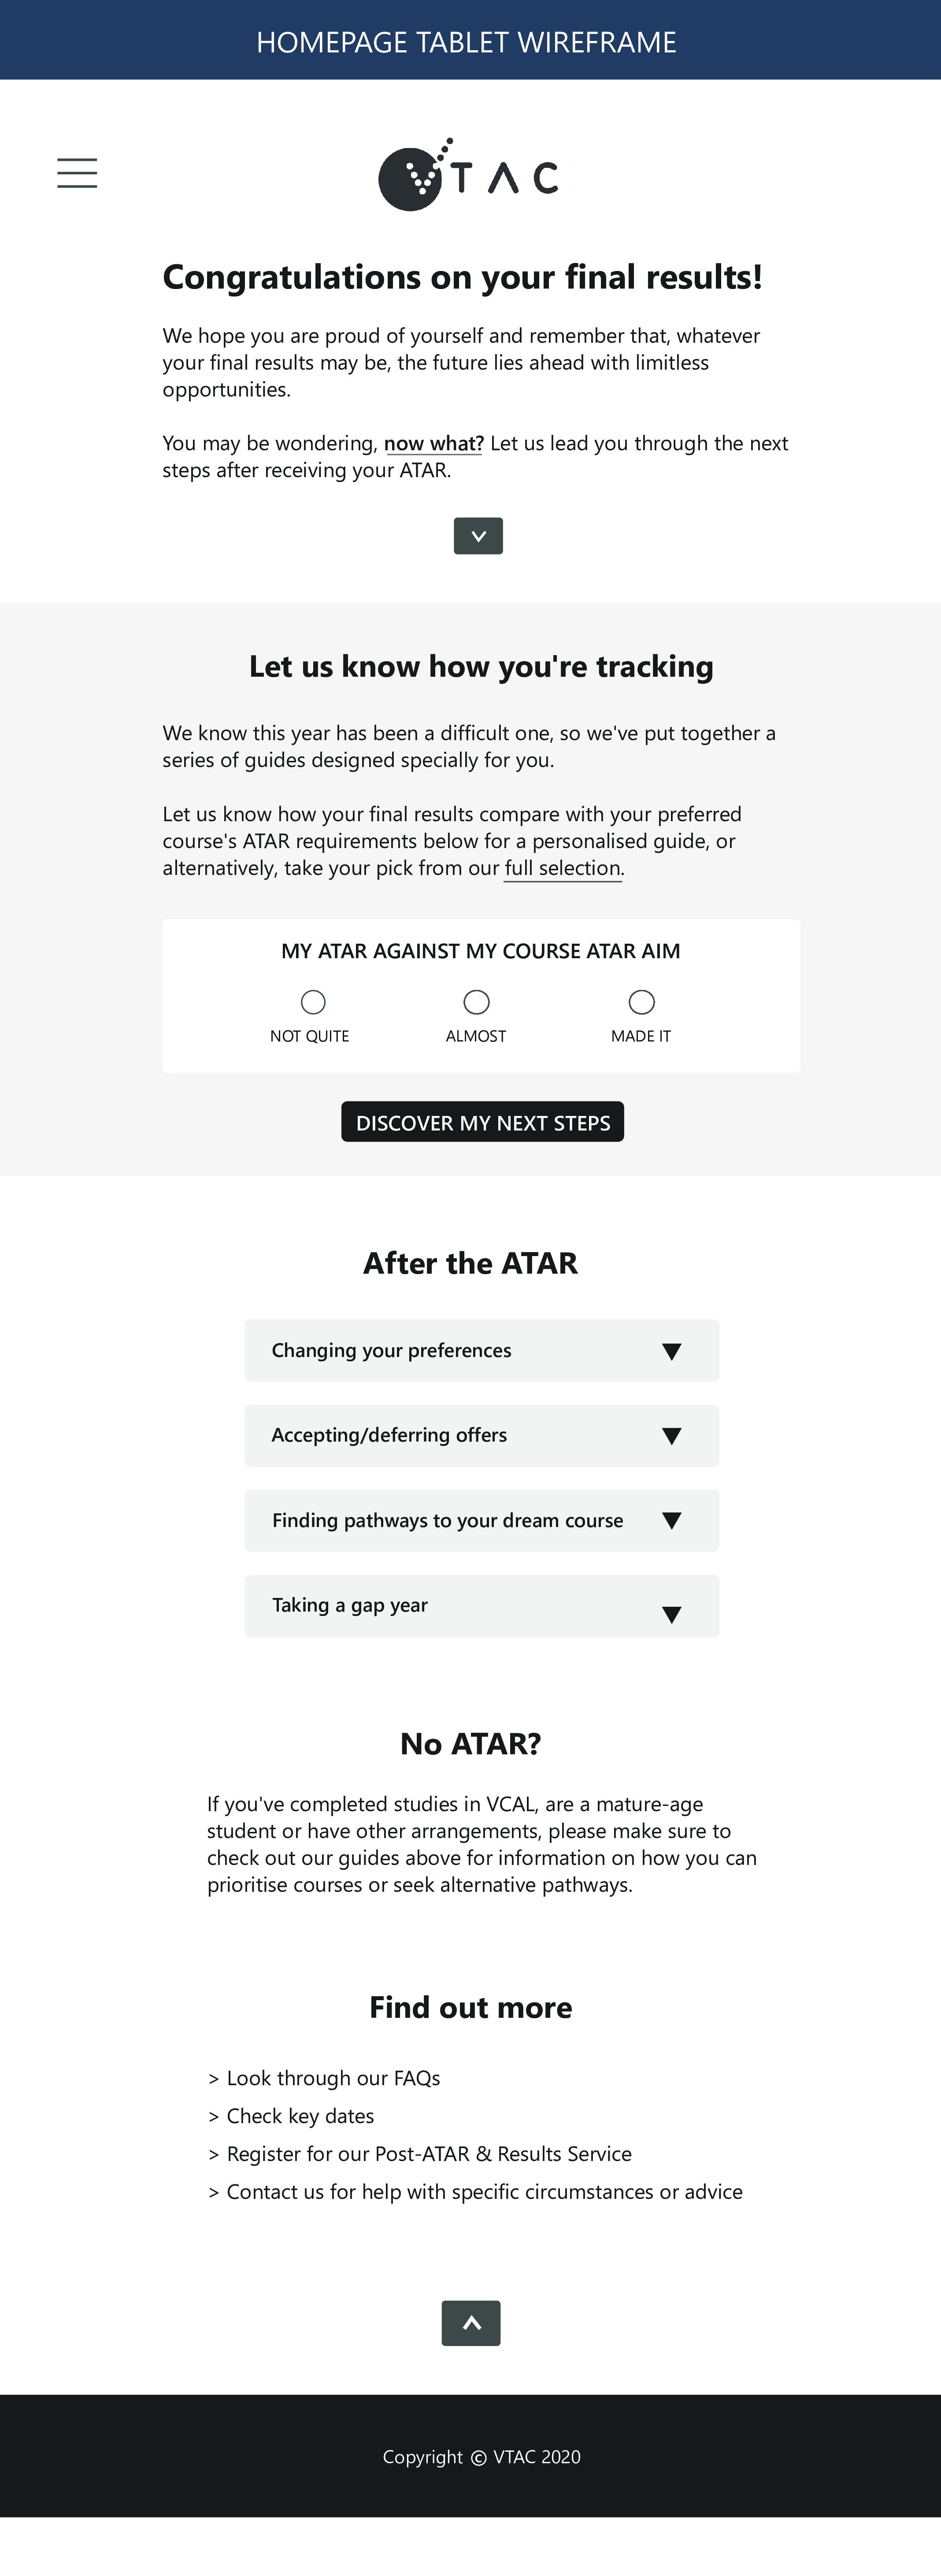 HOMEPAGE TABLET WIREFRAME
VTAC
Congratulations on your final results!
We hope you are proud of yourself and remember that, whatever
your final results may be, the future lies ahead with limitless
opportunities.
You may be wondering, now what? Let us lead you through the next
steps after receiving your ATAR.
Let us know how you're tracking
We know this year has been a difficult one, so we've put together a
series of guides designed specially for you.
Let us know how your final results compare with your preferred
course's ATAR requirements below for a personalised guide, or
alternatively, take your pick from our full selection.
MY ATAR AGAINST MY COURSE ATAR AIM
NOT QUITE ALMOST MADE IT
DISCOVER MY NEXT STEPS
After the ATAR
Changing your preferences
Accepting/deferring offers
Finding pathways to your dream course
Taking a gap year
No ATAR?
If you've completed studies in VCAL, are a mature-age
student or have other arrangements, please make sure to
check out our guides above for information on how you can
prioritise courses or seek alternative pathways.
Find out more
> Look through our FAQs
> Check key dates
> Register for our Post-ATAR & Results Service
> Contact us for help with specific circumstances or advice
Copyright © VTAC 2020